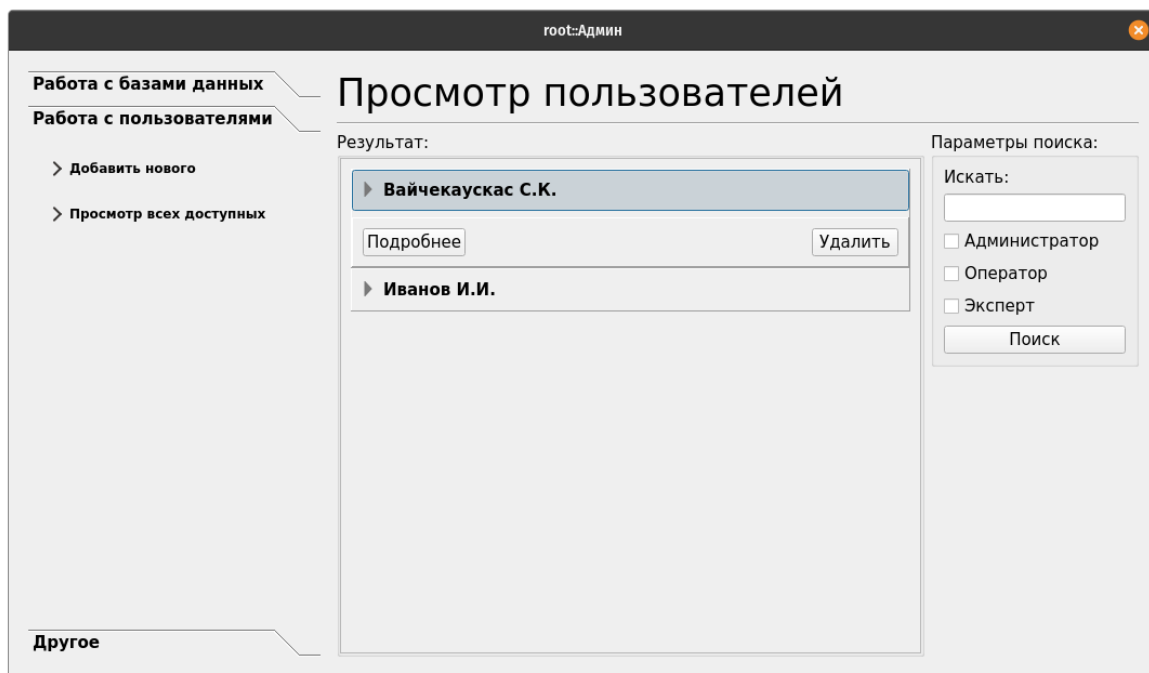 root::Админ
Работа с базами данных
Работа с пользователями
Добавить нового
Просмотр всех доступных
Другое
Просмотр пользователей
Результат:
Вайчекаускас С.К.
Подробнее
Удалить
Иванов И.И.
Параметры поиска:
Искать:
Администратор
Оператор
Эксперт
Поиск